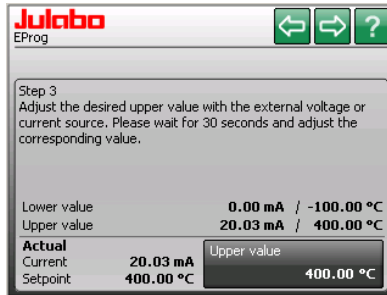 Julabo
EProg
?
Step 3
Adjust the desired upper value with the external voltage or
current source. Please wait for 30 seconds and adjust the
corresponding value.
Lower value 0.00 mA / -100.00 °C
Upper value 20.03 mA / 400.00 °C
Actual
Current 20.03 mA
Setpoint 400.00 °C
Upper value
400.00 °C